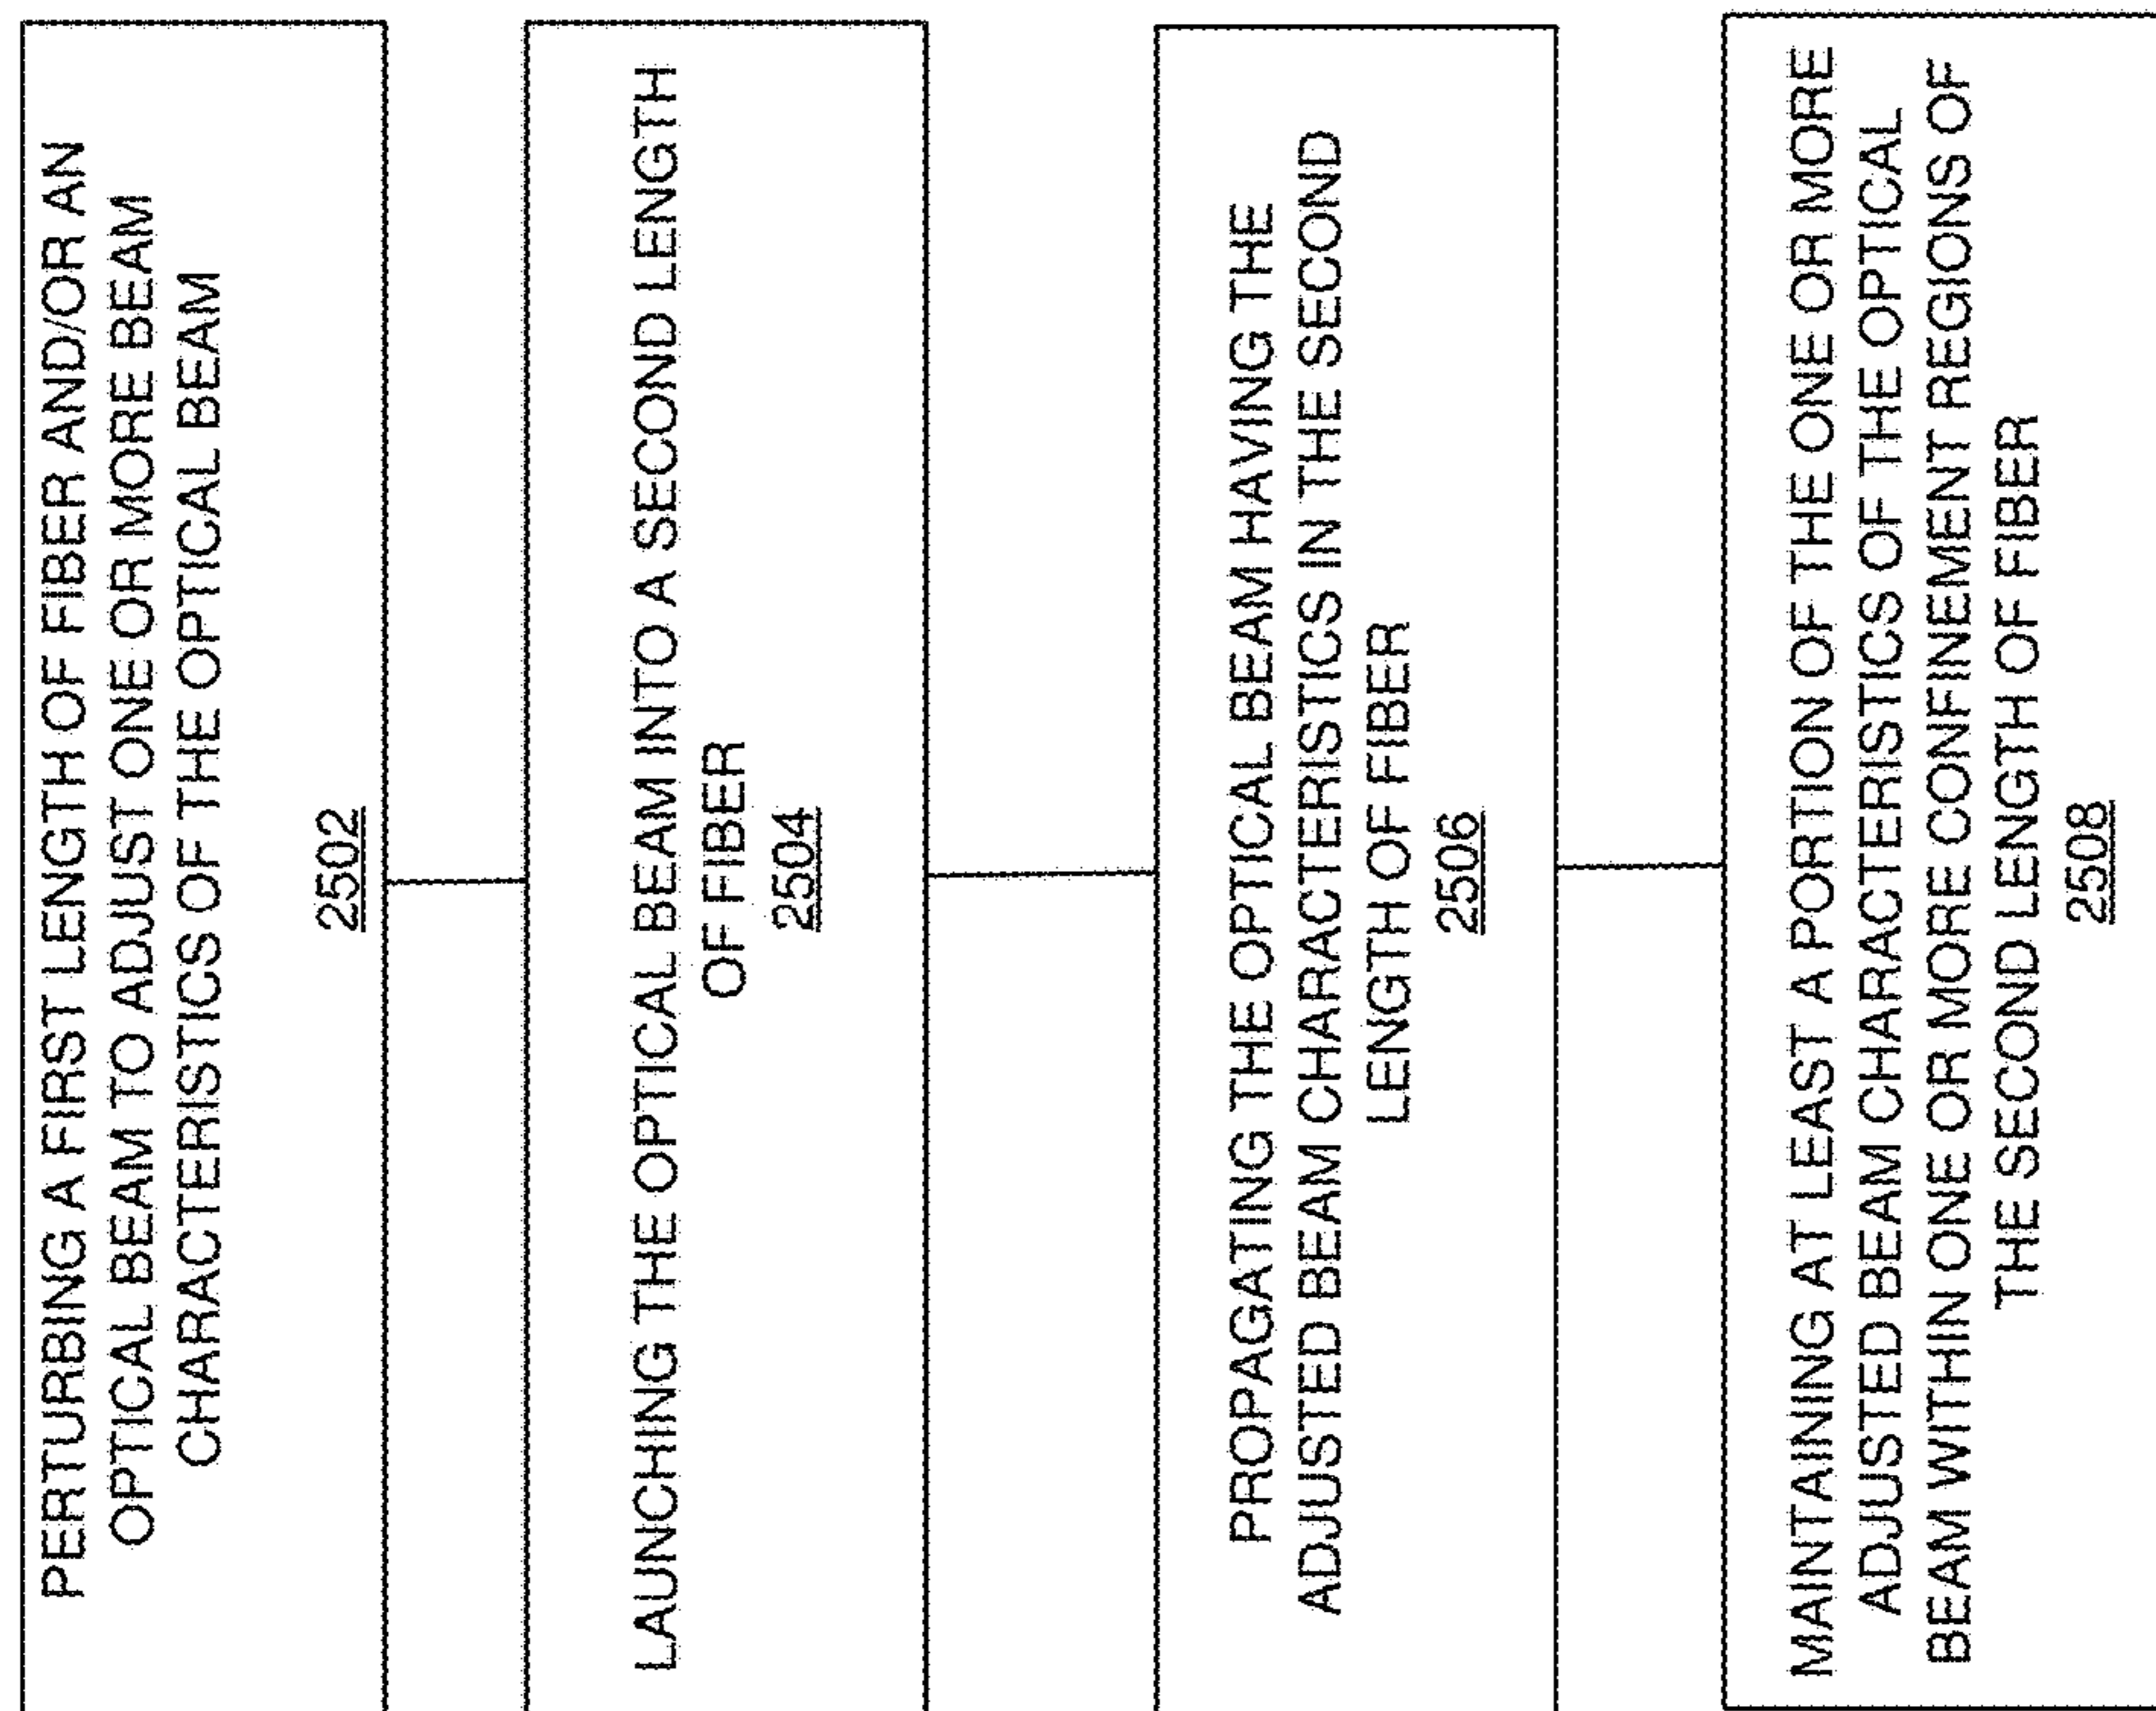 PERTURBING A FIRST LENGTH OF FIBER AND/OR AN
OPTICAL BEAM TO ADJUST ONE OR MORE BEAM
CHARACTERISTICS OF THE OPTICAL BEAM
2502
LAUNCHING THE OPTICAL BEAM INTO A SECOND LENGTH
OF FIBER
2504
PROPAGATING THE OPTICAL BEAM HAVING THE
ADJUSTED BEAM CHARACTERISTICS IN THE SECOND
LENGTH OF FIBER
2506
MAINTAINING AT LEAST A PORTION OF THE ONE OR MORE
ADJUSTED BEAM CHARACTERISTICS OF THE OPTICAL
BEAM WITHIN ONE OR MORE CONFINEMENT REGIONS OF
THE SECOND LENGTH OF FIBER
2508